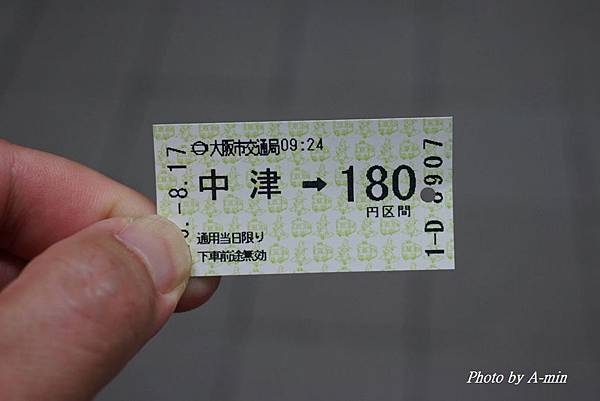 大阪市交通局09:24
中津→180
円区間
通用当日限り
下車前途無効
-8.17
1-D 8907
Photo by A-min